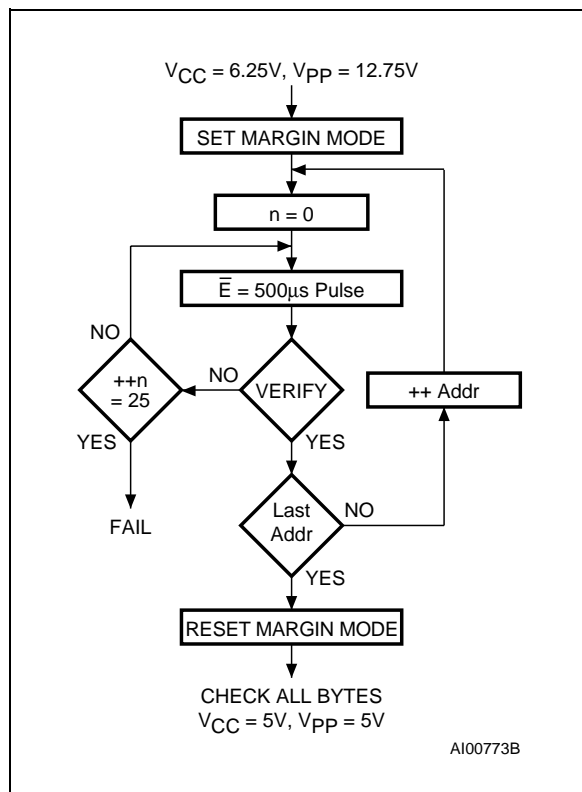 VCC = 6.25V, VPP = 12.75V
SET MARGIN MODE
n = 0
E̅ = 500μs Pulse
NO
++n
= 25
NO
VERIFY
++ Addr
YES
YES
FAIL
Last
Addr
NO
YES
RESET MARGIN MODE
CHECK ALL BYTES
VCC = 5V, VPP = 5V
AI00773B